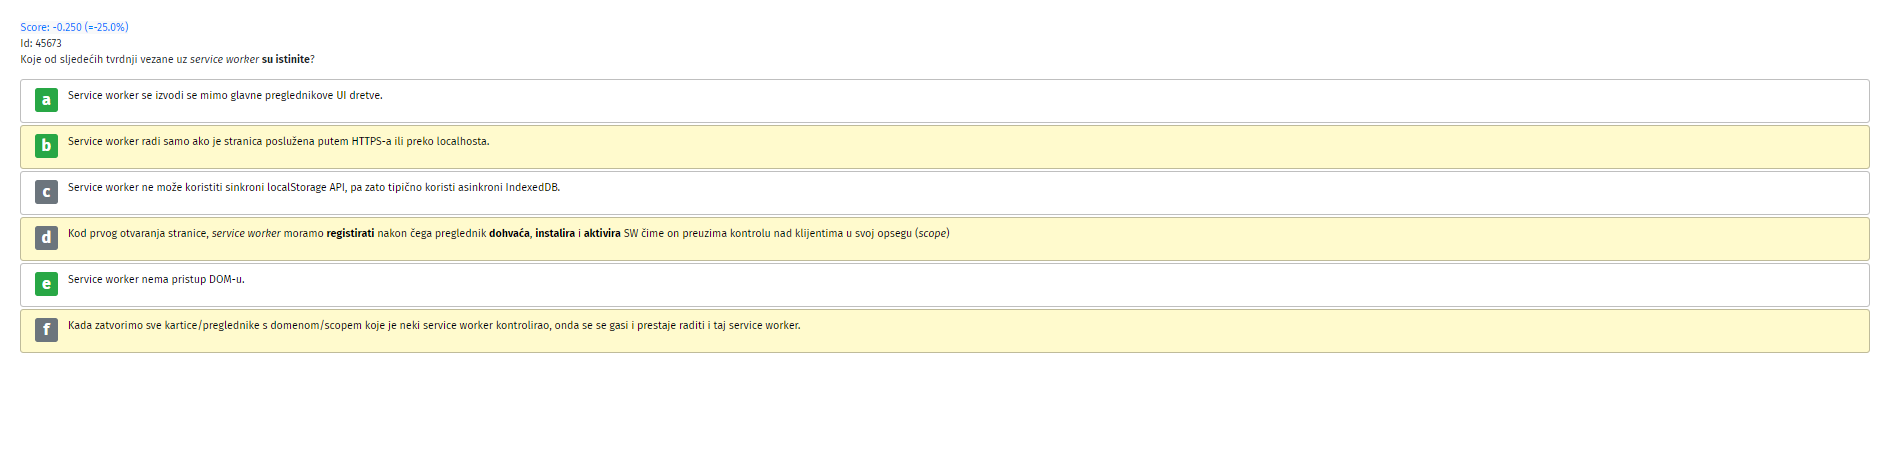 Score: -0.250 (=-25.0%)
Id: 45673
Koje od sljedećih tvrdnji vezane uz service worker su istinite?
a Service worker se izvodi se mimo glavne preglednikove UI dretve.
b Service worker radi samo ako je stranica poslužena putem HTTPS-a ili preko localhosta.
c Service worker ne može koristiti sinkroni localStorage API, pa zato tipično koristi asinkroni IndexedDB.
d Kod prvog otvaranja stranice, service worker moramo registirati nakon čega preglednik dohvaća, instalira i aktivira SW čime on preuzima kontrolu nad klijentima u svoj opsegu (scope)
e Service worker nema pristup DOM-u.
f Kada zatvorimo sve kartice/preglednike s domenom/scopem koje je neki service worker kontrolirao, onda se se gasi i prestaje raditi i taj service worker.